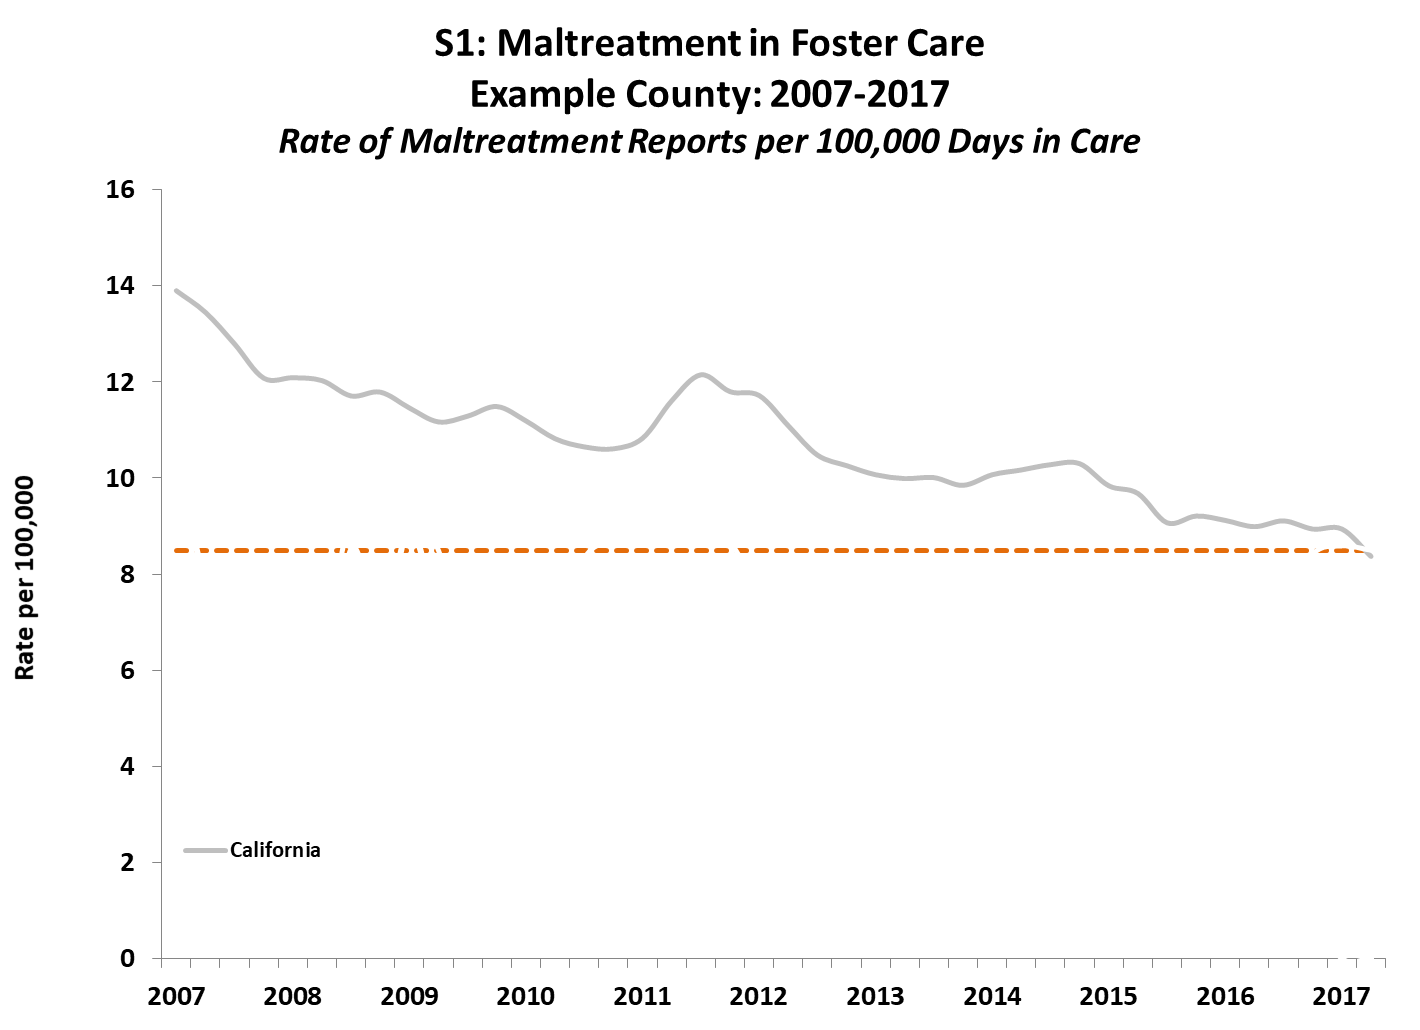 S1: Maltreatment in Foster Care
Example County: 2007-2017
Rate of Maltreatment Reports per 100,000 Days in Care
16
14
12
10
8
6
4
2
0
Rate per 100,000
California
2007 2008 2009 2010 2011 2012 2013 2014 2015 2016 2017